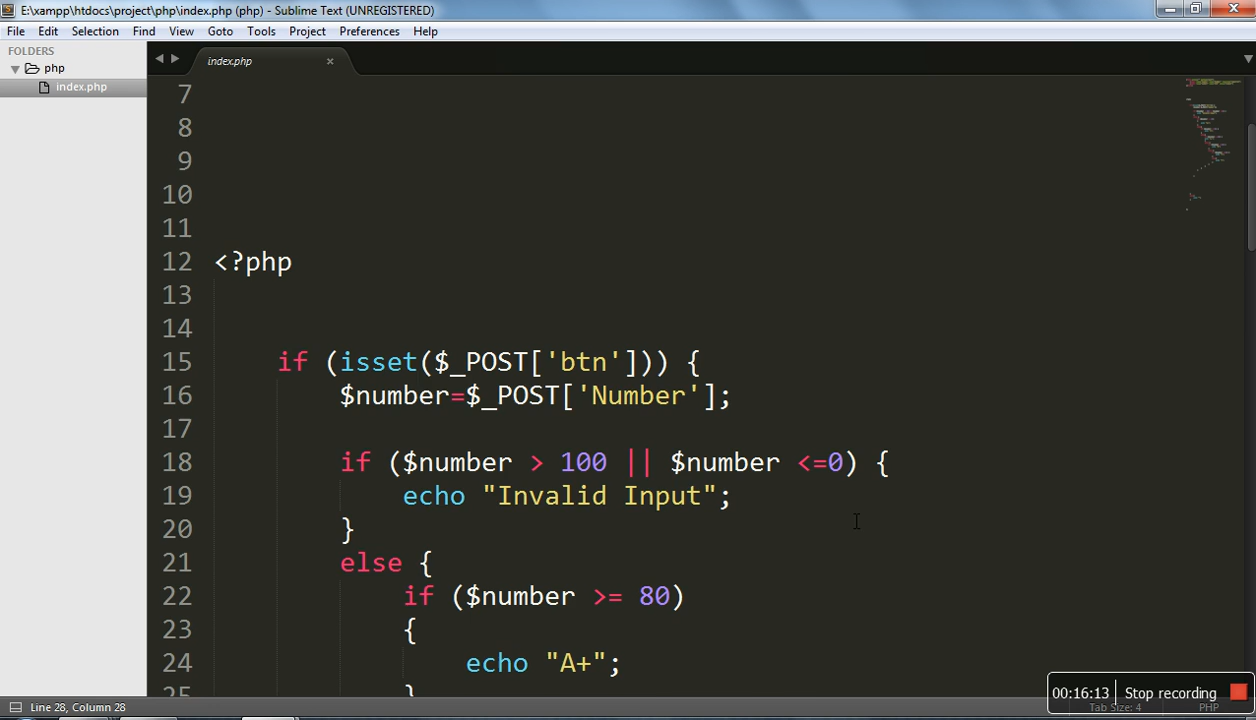 E:\xampp\htdocs\project\php\index.php (php) - Sublime Text (UNREGISTERED)
File Edit Selection Find View Goto Tools Project Preferences Help
FOLDERS
php
index.php
index.php
7
8
9
10
11
12 <?php
13
14
15 if (isset($_POST['btn'])) {
16 $number=$_POST['Number'];
17
18 if ($number > 100 || $number <=0) {
19 echo "Invalid Input";
20 }
21 else {
22 if ($number >= 80)
23 {
24 echo "A+";
25 }
00:16:13 Stop recording
Line 28, Column 28
Tab Size: 4
PHP